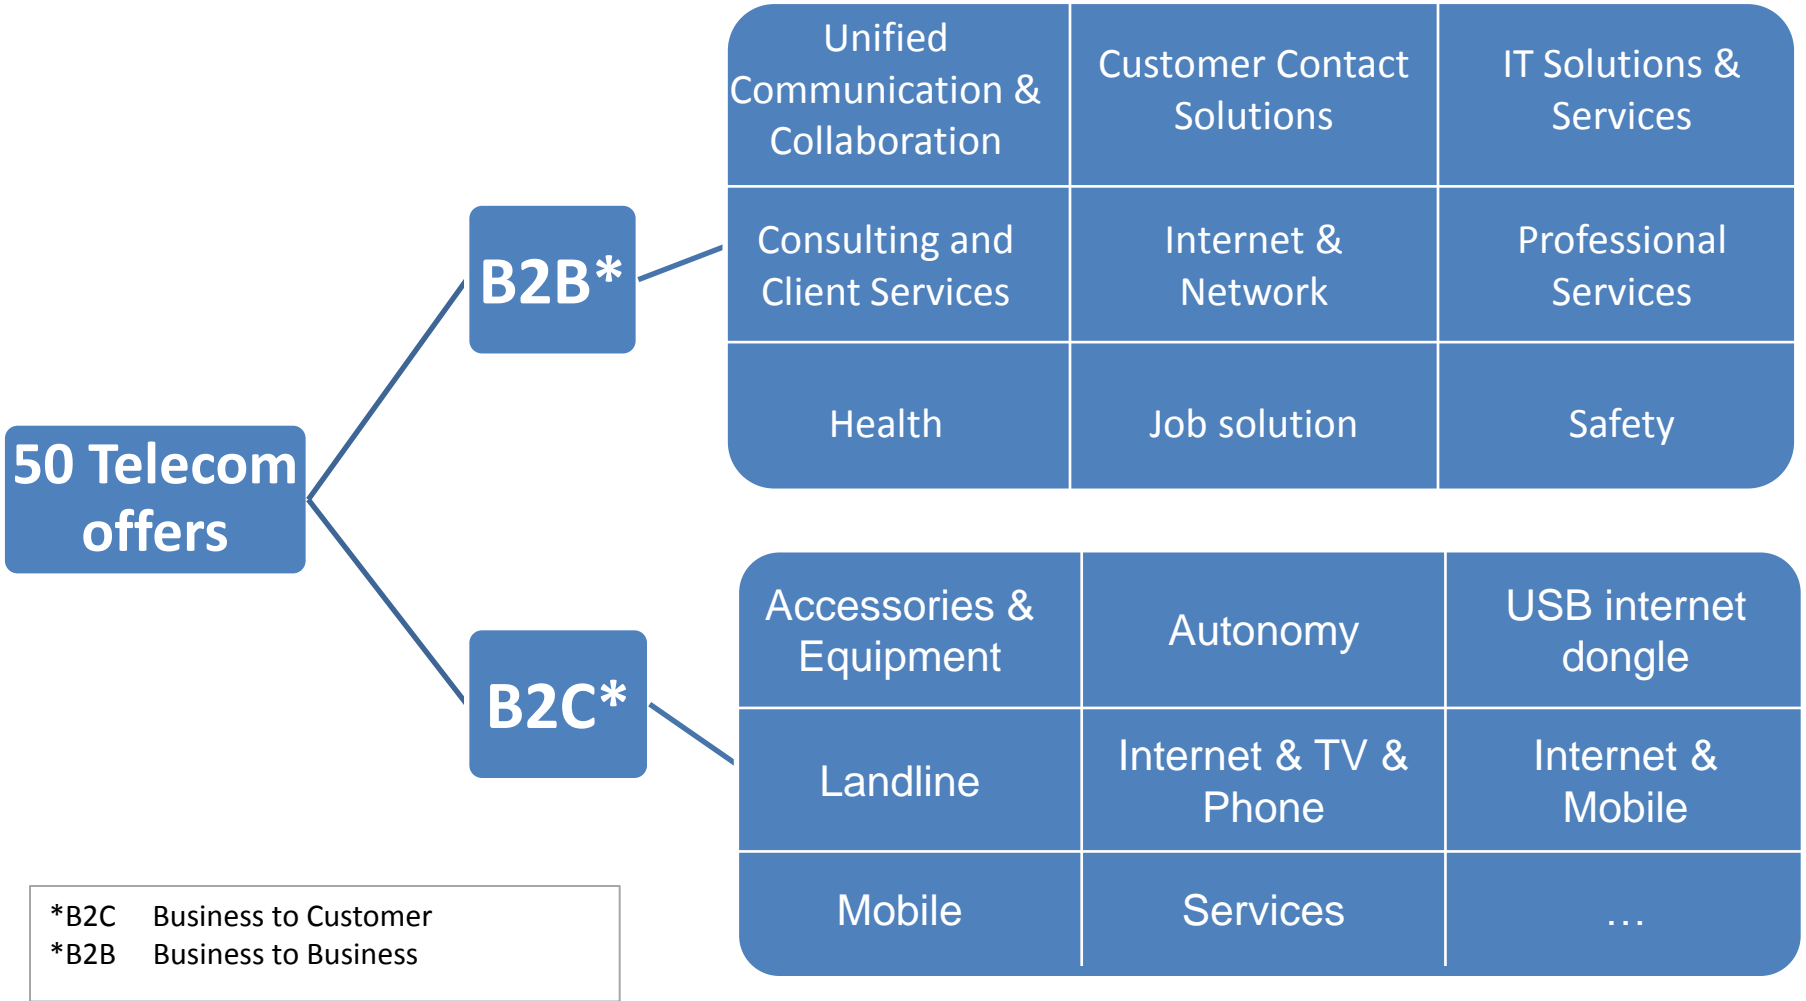 50 Telecom
offers
B2B*
Unified
Communication &
Collaboration
Customer Contact
Solutions
IT Solutions &
Services
Consulting and
Client Services
Internet &
Network
Professional
Services
Health
Job solution
Safety
B2C*
Accessories &
Equipment
Autonomy
USB internet
dongle
Landline
Internet & TV &
Phone
Internet &
Mobile
Mobile
Services
…
*B2C Business to Customer
*B2B Business to Business